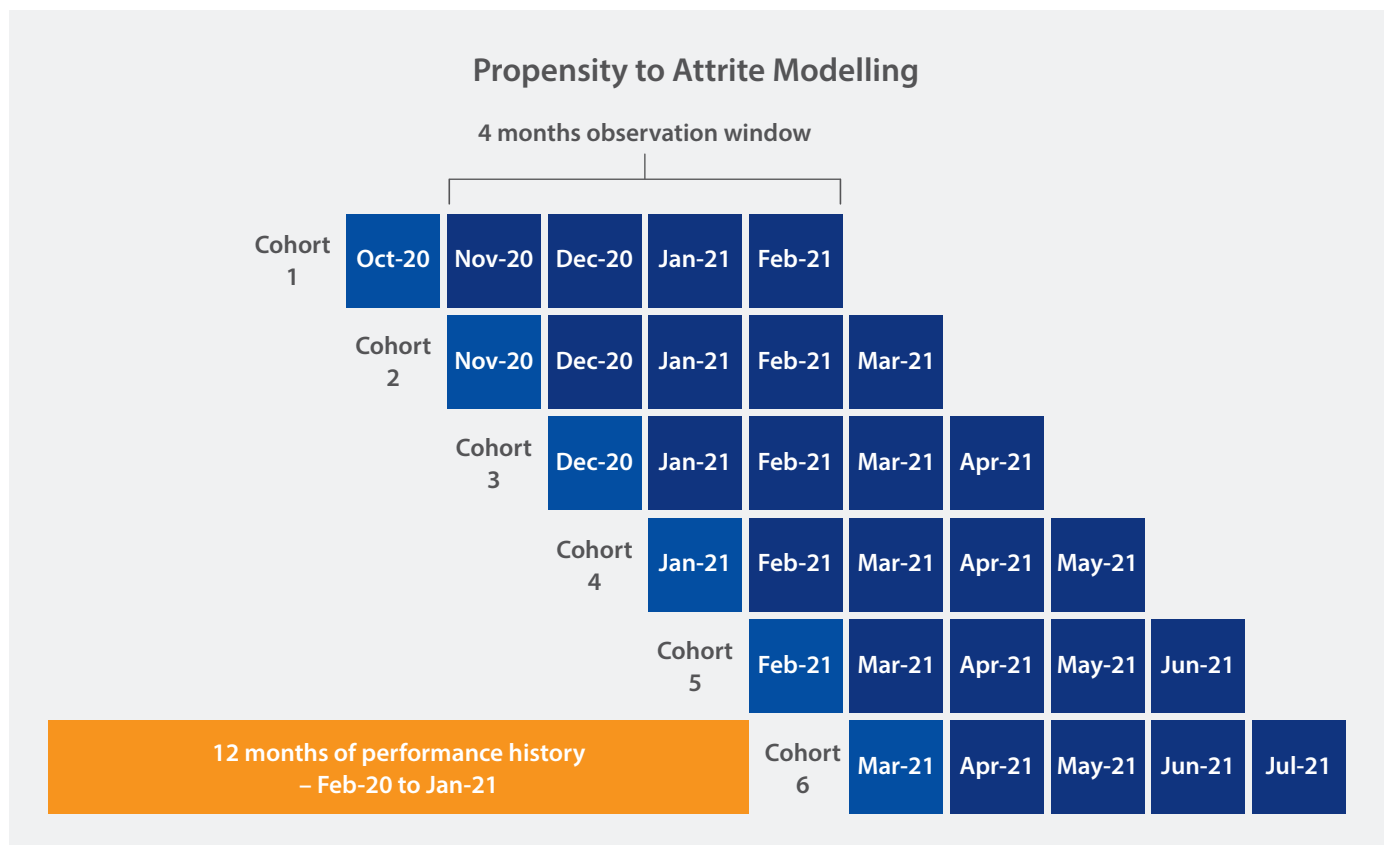 Propensity to Attrite Modelling
4 months observation window
Cohort
1
Oct-20
Nov-20
Dec-20
Jan-21
Feb-21
Cohort
2
Nov-20
Dec-20
Jan-21
Feb-21
Mar-21
Cohort
3
Dec-20
Jan-21
Feb-21
Mar-21
Apr-21
Cohort
4
Jan-21
Feb-21
Mar-21
Apr-21
May-21
Cohort
5
Feb-21
Mar-21
Apr-21
May-21
Jun-21
12 months of performance history
– Feb-20 to Jan-21
Cohort
6
Mar-21
Apr-21
May-21
Jun-21
Jul-21